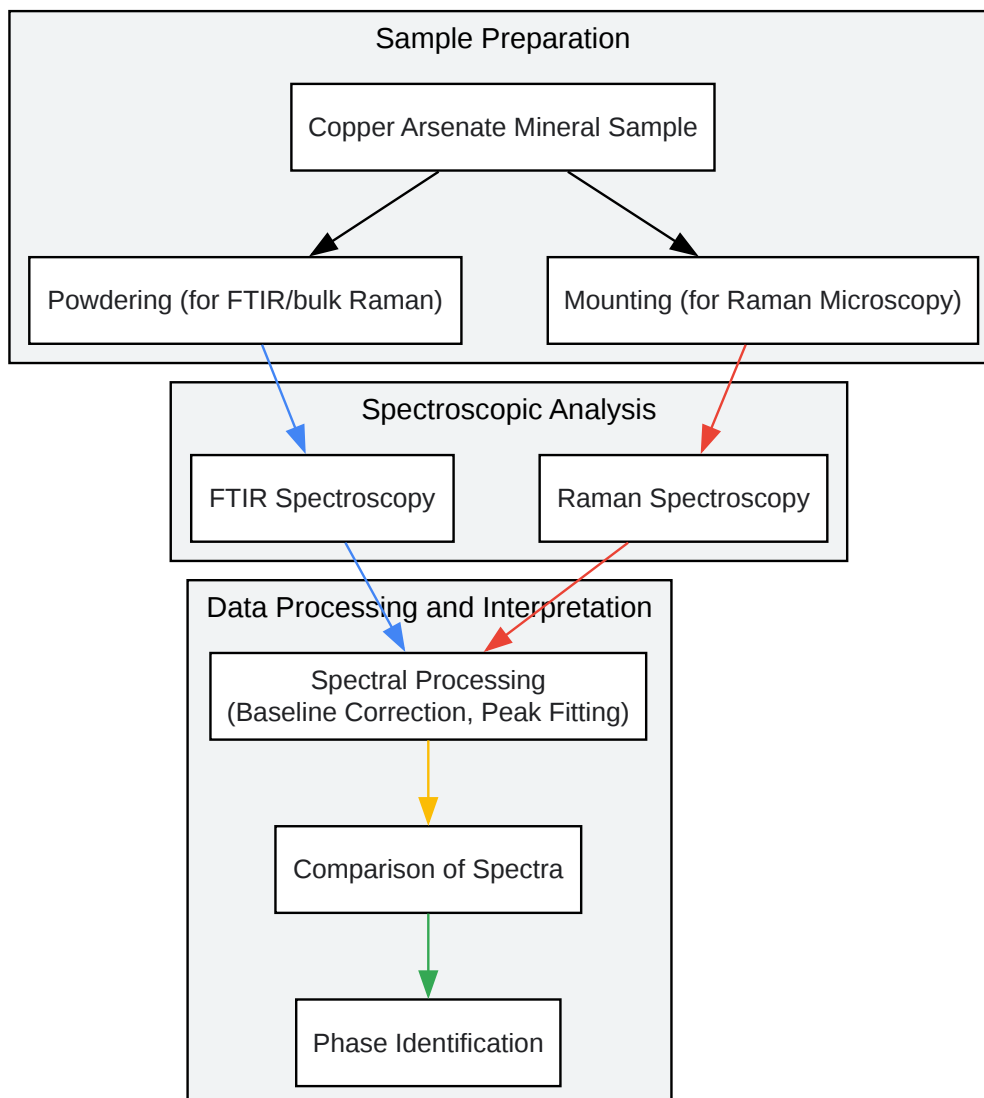 Sample Preparation
Copper Arsenate Mineral Sample
Powdering (for FTIR/bulk Raman)
Mounting (for Raman Microscopy)
Spectroscopic Analysis
FTIR Spectroscopy
Raman Spectroscopy
Data Processing and Interpretation
Spectral Processing
(Baseline Correction, Peak Fitting)
Comparison of Spectra
Phase Identification